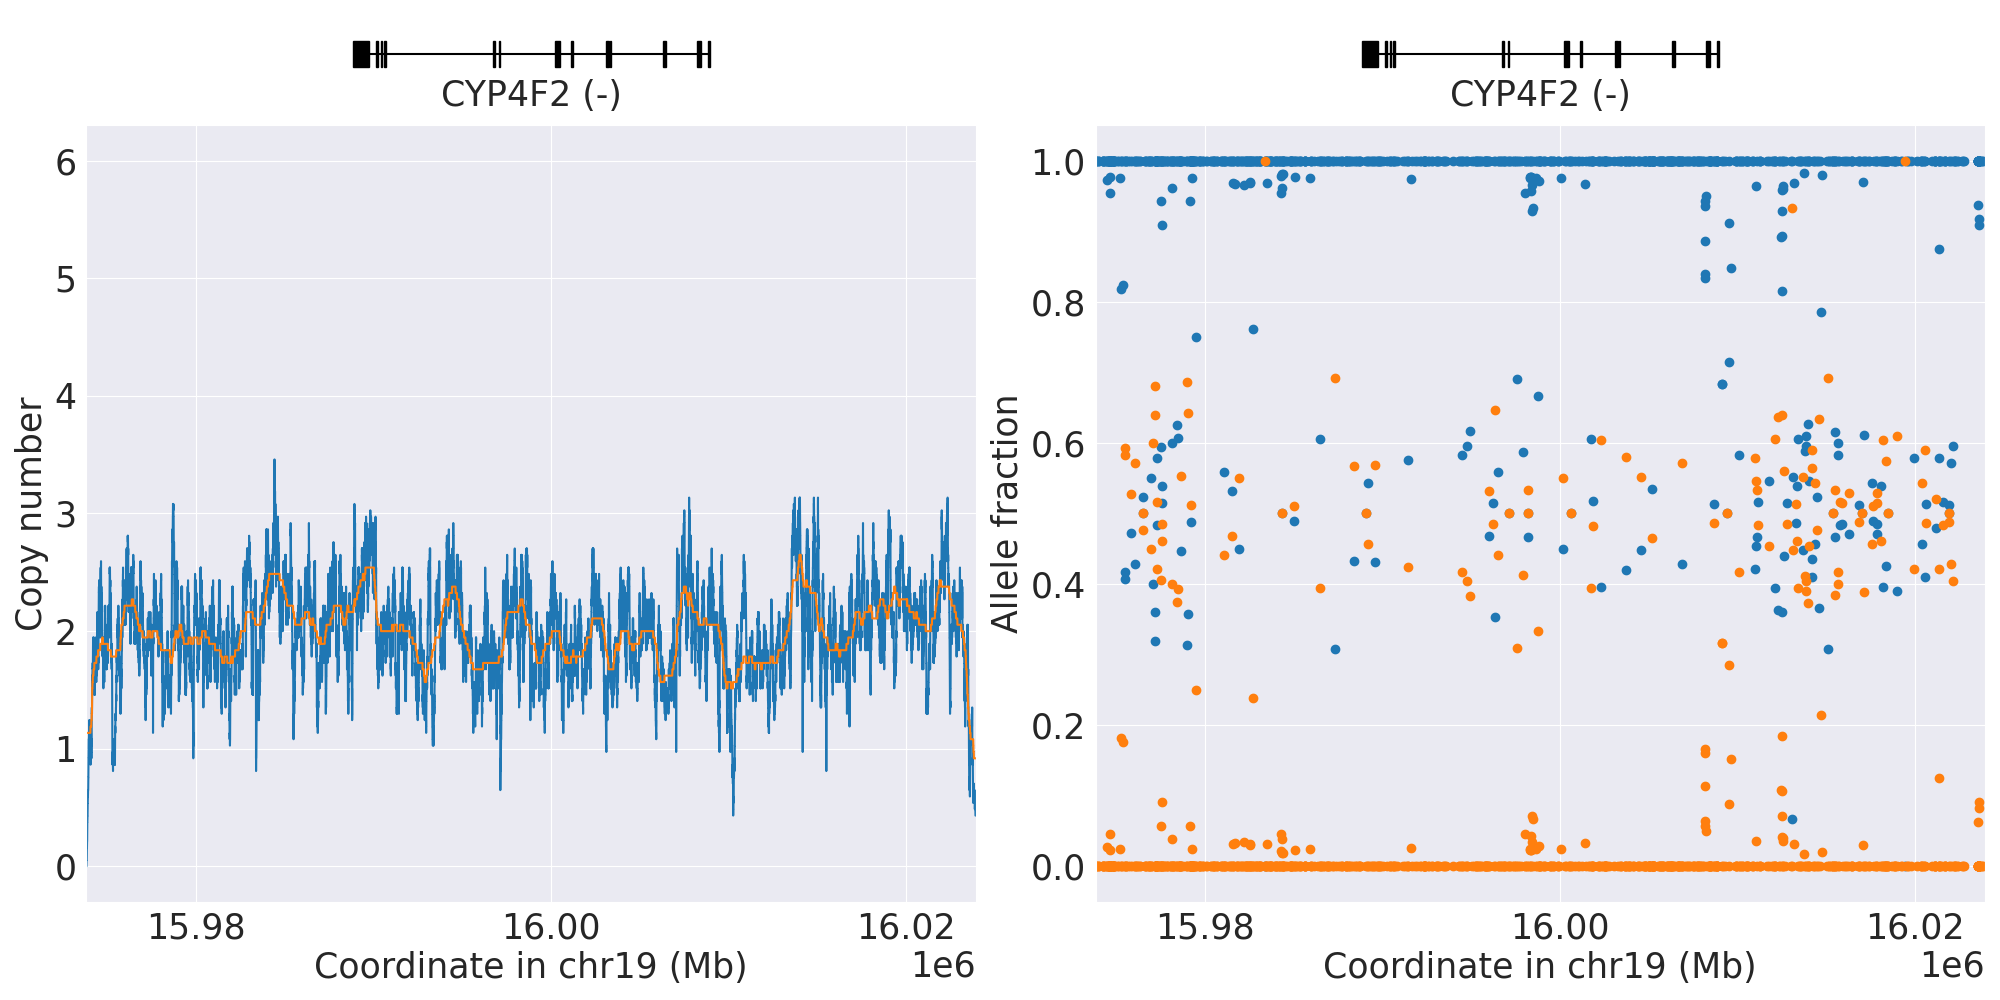 CYP4F2 (-)
6
5
4
3
2
1
0
Copy number
15.98
16.00
16.02
Coordinate in chr19 (Mb)
1e6
CYP4F2 (-)
1.0
0.8
0.6
0.4
0.2
0.0
Allele fraction
15.98
16.00
16.02
Coordinate in chr19 (Mb)
1e6